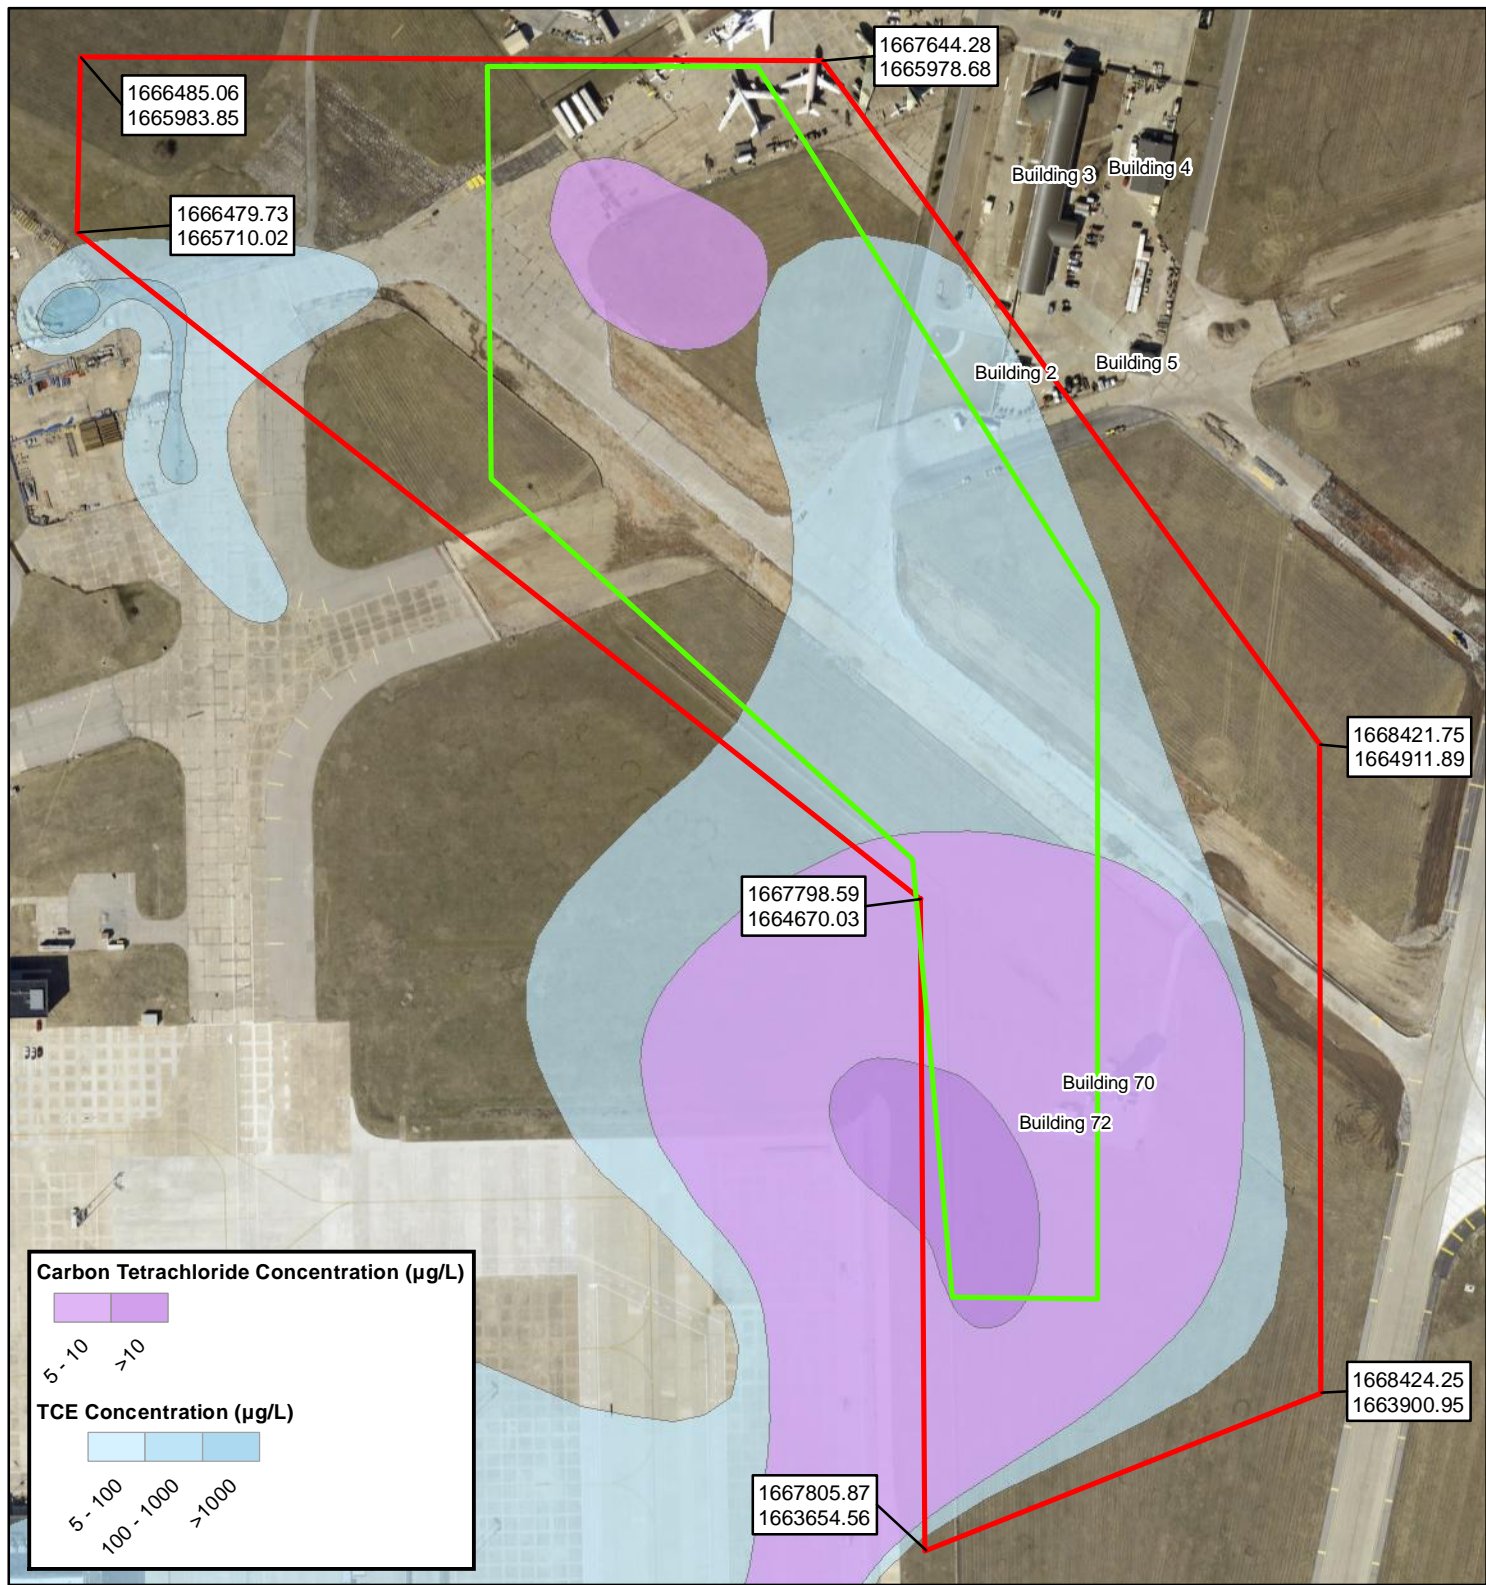 1667644.28
1665978.68
1666485.06
1665983.85
Building 3
Building 4
1666479.73
1665710.02
Building 2
Building 5
1668421.75
1664911.89
1667798.59
1664670.03
Building 70
Building 72
Carbon Tetrachloride Concentration (µg/L)
5 - 10
>10
TCE Concentration (µg/L)
5 - 100
100 - 1000
>1000
1668424.25
1663900.95
1667805.87
1663654.56